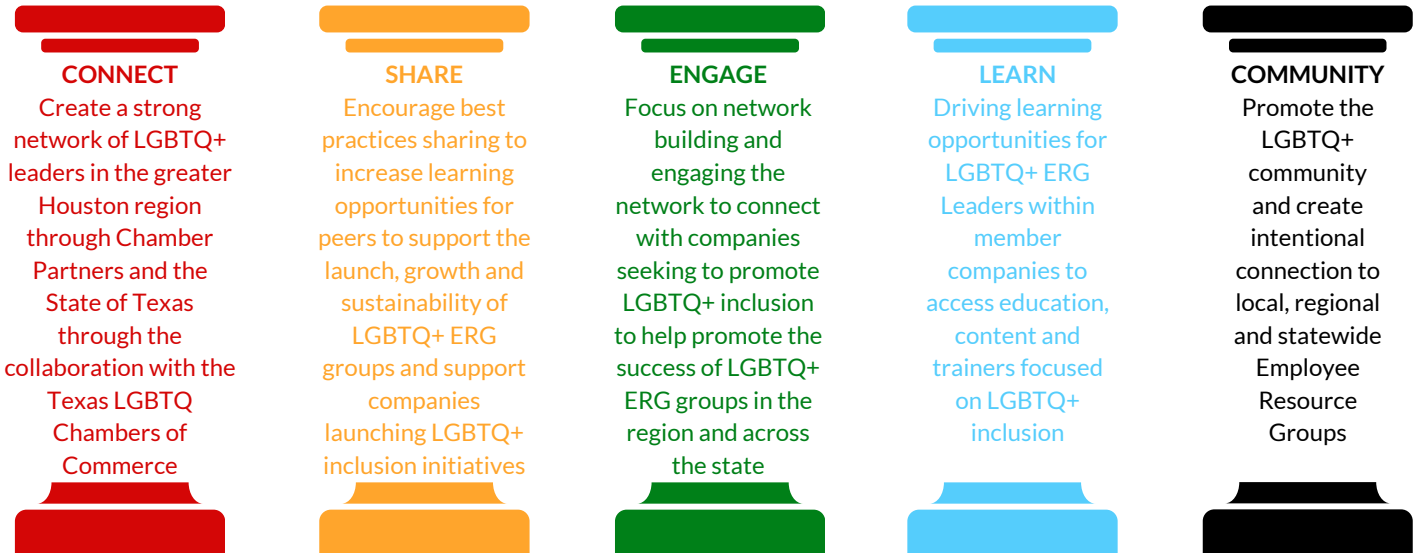 CONNECT
Create a strong
network of LGBTQ+
leaders in the greater
Houston region
through Chamber
Partners and the
State of Texas
through the
collaboration with the
Texas LGBTQ
Chambers of
Commerce
SHARE
Encourage best
practices sharing to
increase learning
opportunities for
peers to support the
launch, growth and
sustainability of
LGBTQ+ ERG
groups and support
companies
launching LGBTQ+
inclusion initiatives
ENGAGE
Focus on network
building and
engaging the
network to connect
with companies
seeking to promote
LGBTQ+ inclusion
to help promote the
success of LGBTQ+
ERG groups in the
region and across
the state
LEARN
Driving learning
opportunities for
LGBTQ+ ERG
Leaders within
member
companies to
access education,
content and
trainers focused
on LGBTQ+
inclusion
COMMUNITY
Promote the
LGBTQ+
community
and create
intentional
connection to
local, regional
and statewide
Employee
Resource
Groups